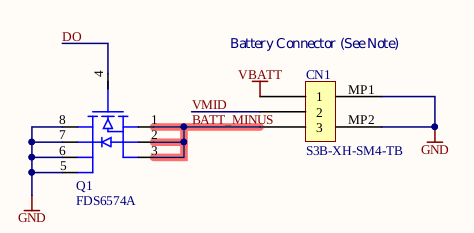 DO
Battery Connector (See Note)
4
VBATT
CN1
1
MP1
VMID
2
8
1
BATT_MINUS
3
MP2
7
2
6
3
S3B-XH-SM4-TB
GND
5
Q1
FDS6574A
GND